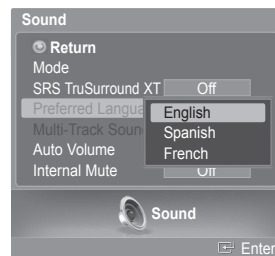 Sound
Return
Mode
SRS TruSurround XT Off
Preferred Langua
English
Multi-Track Soun
Spanish
Auto Volume
French
Internal Mute Off
Sound
Enter